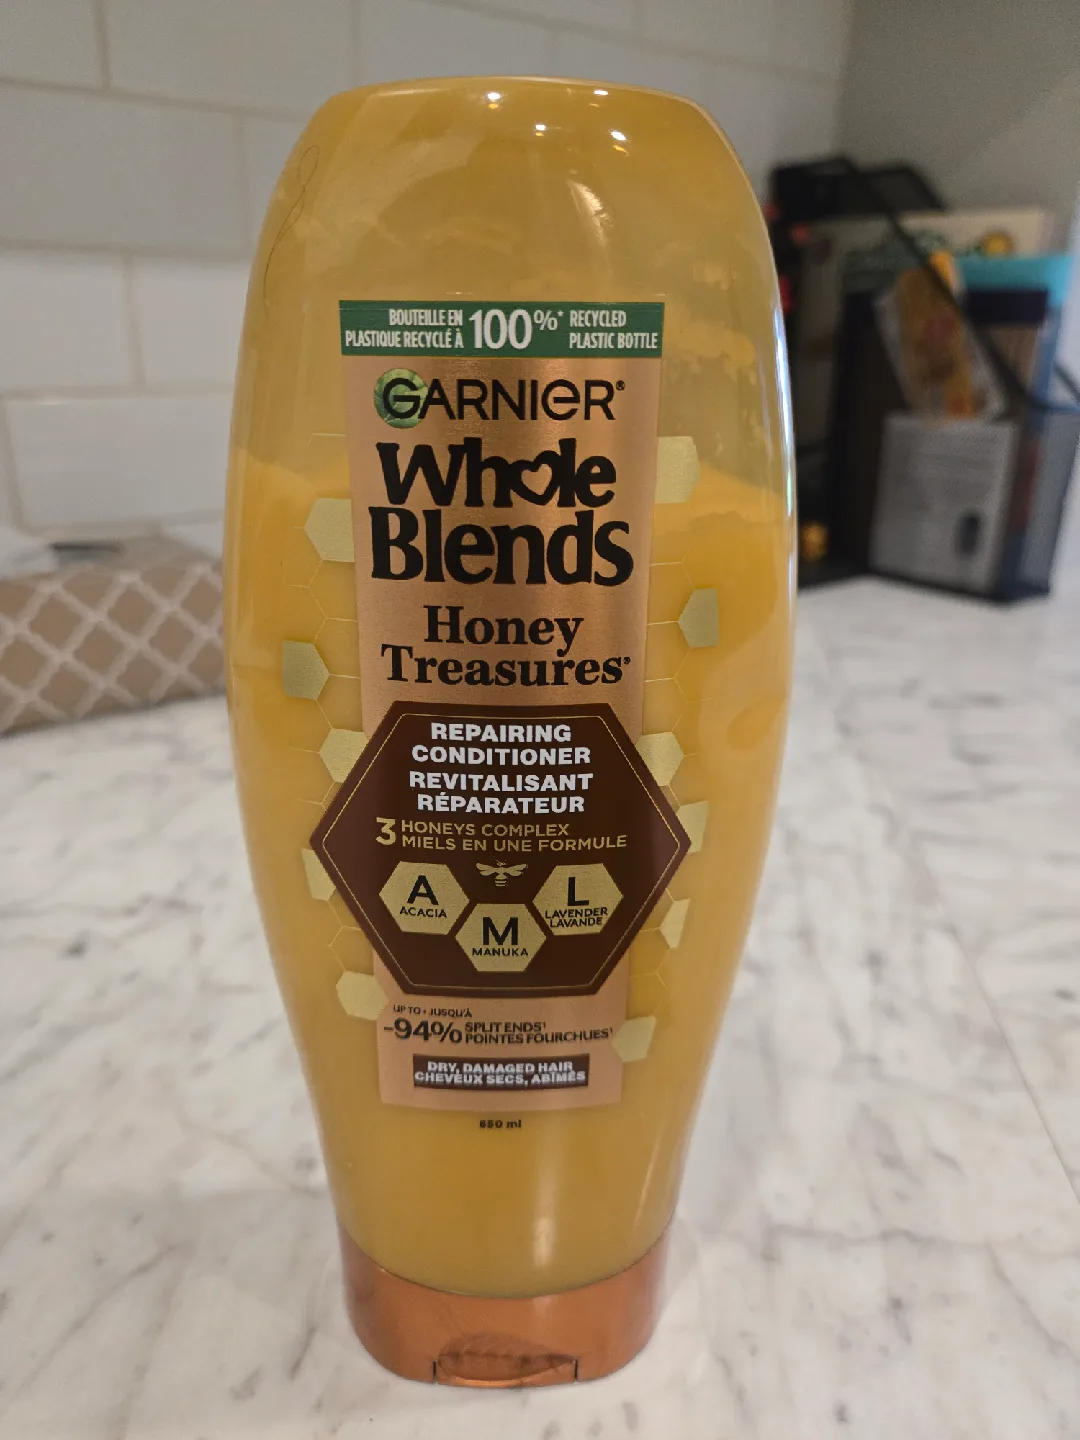 BOUTEILLE EN
PLASTIQUE RECYCLÉ À
100%*
RECYCLED
PLASTIC BOTTLE
GARNIER®
Whole
Blends
Honey
Treasures®
REPAIRING
CONDITIONER
REVITALISANT
RÉPARATEUR
3 HONEYS COMPLEX
MIELS EN UNE FORMULE
A
ACACIA
M
MANUKA
L
LAVENDER
LAVANDE
UP TO • JUSQU'À
-94% SPLIT ENDS¹
POINTES FOURCHUES¹
DRY, DAMAGED HAIR
CHEVEUX SECS, ABÎMÉS
650 ml